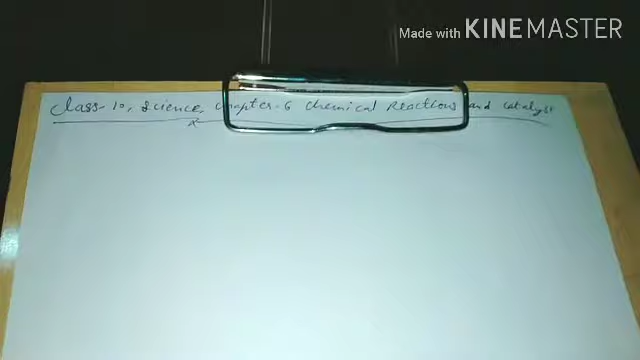 Made with KINEMASTER
Class-10, Science, Chapter-6 Chemical Reactions and catalyst